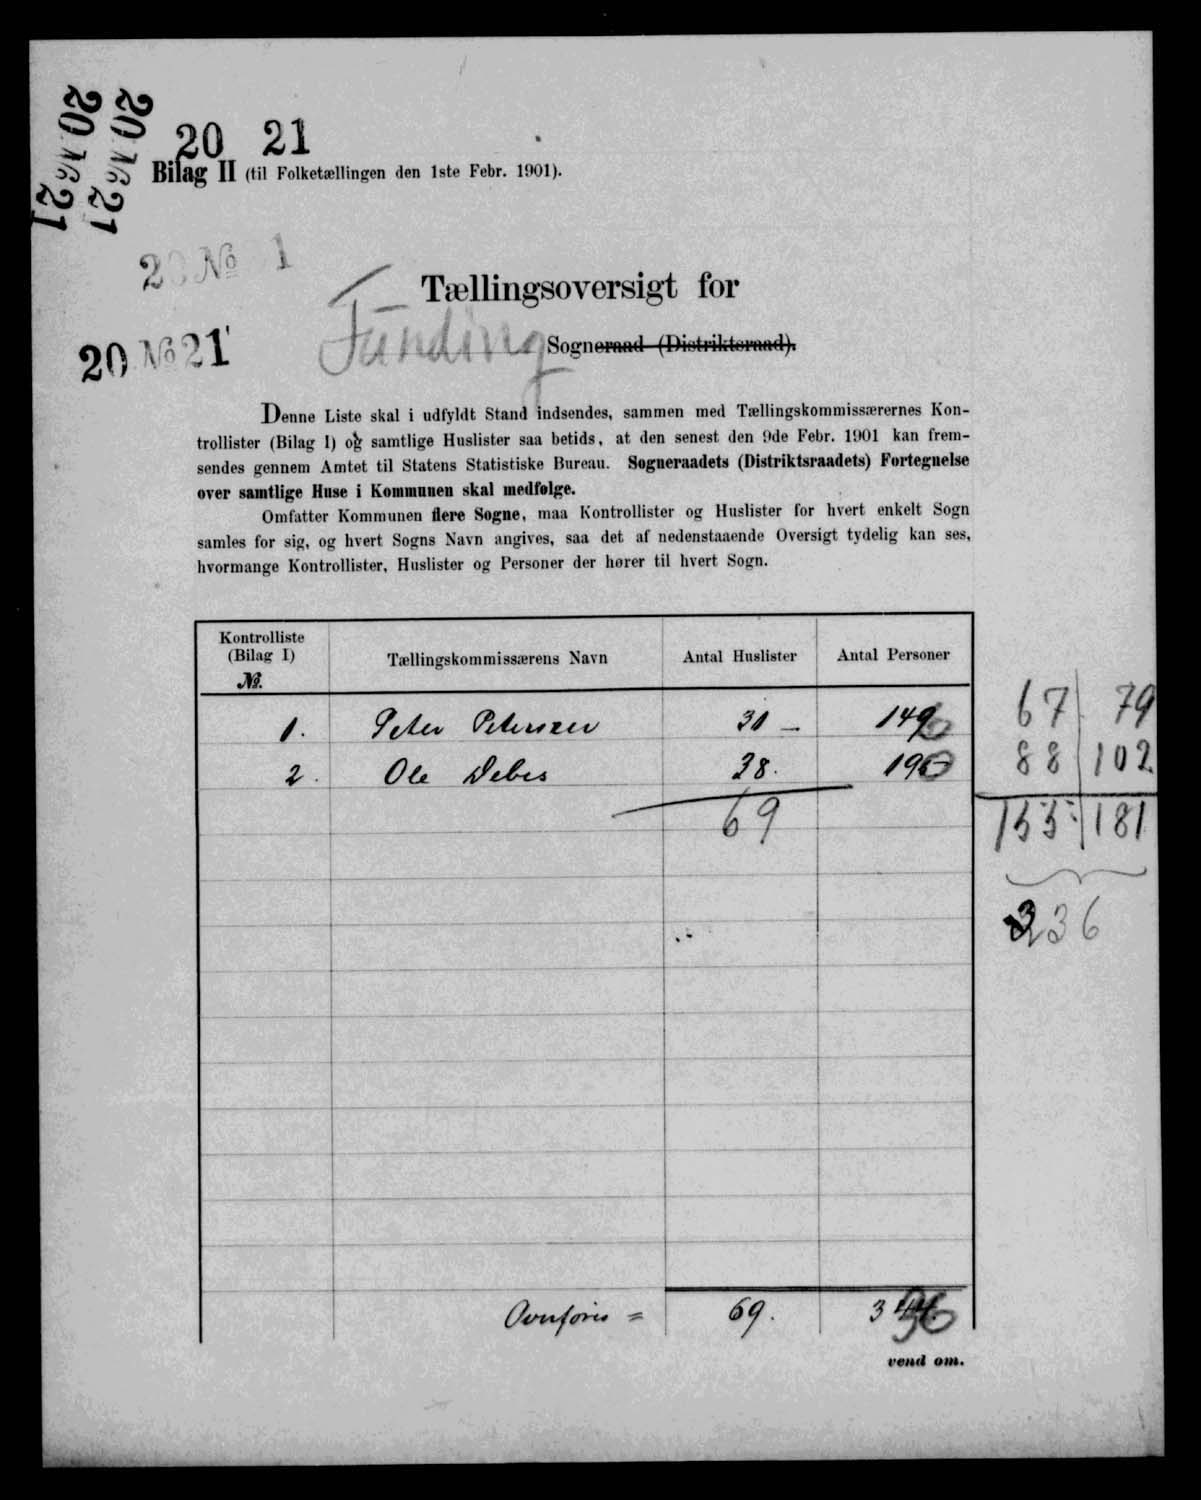 20 № 21
20 № 21
20 21
Bilag II (til Folketællingen den 1ste Febr. 1901).
2 № 1
Tællingsoversigt for
20 № 21
Funding Sogneraad (Distriktsraad).
Denne Liste skal i udfyldt Stand indsendes, sammen med Tællingskommissærernes Kon-
trollister (Bilag I) og samtlige Huslister saa betids, at den senest den 9de Febr. 1901 kan frem-
sendes gennem Amtet til Statens Statistiske Bureau. Sogneraadets (Distriktsraadets) Fortegnelse
over samtlige Huse i Kommunen skal medfølge.
Omfatter Kommunen flere Sogne, maa Kontrollister og Huslister for hvert enkelt Sogn
samles for sig, og hvert Sogns Navn angives, saa det af nedenstaaende Oversigt tydelig kan ses,
hvormange Kontrollister, Huslister og Personer der hører til hvert Sogn.
Kontrolliste
(Bilag I)
№.
Tællingskommissærens Navn
Antal Huslister
Antal Personer
1. Peter Petersen 31 – 67 79
2. Ole Debes 38. 88 102
69 155 181
336
69.
vend om.